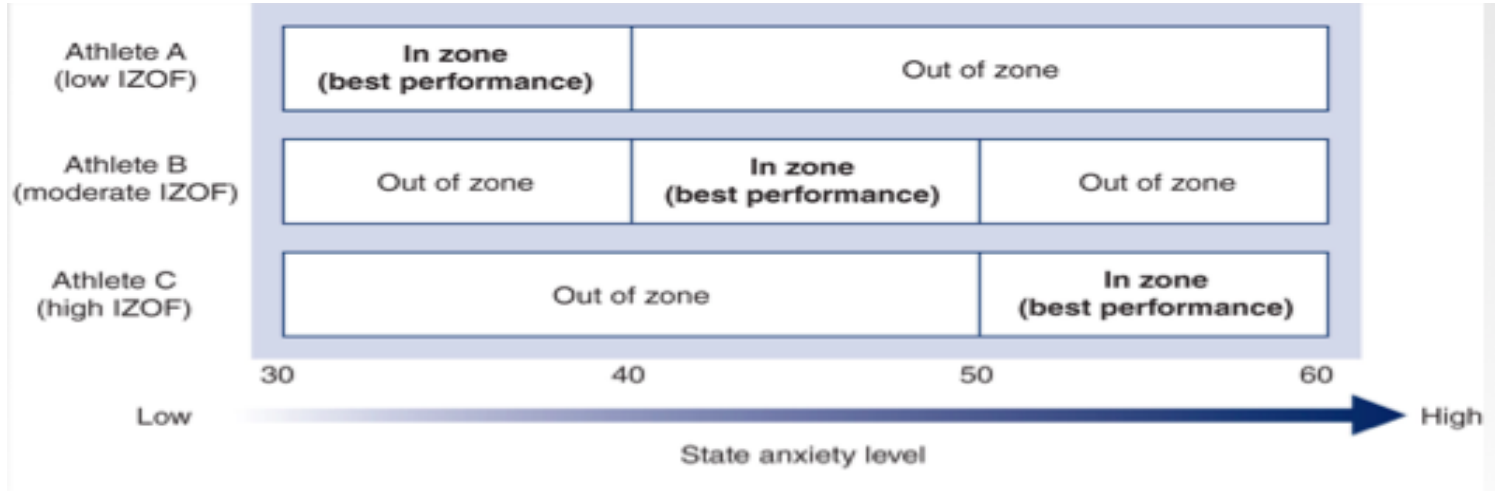 Athlete A
(low IZOF)
In zone
(best performance)
Out of zone
Athlete B
(moderate IZOF)
Out of zone
In zone
(best performance)
Out of zone
Athlete C
(high IZOF)
Out of zone
In zone
(best performance)
30 40 50 60
Low High
State anxiety level